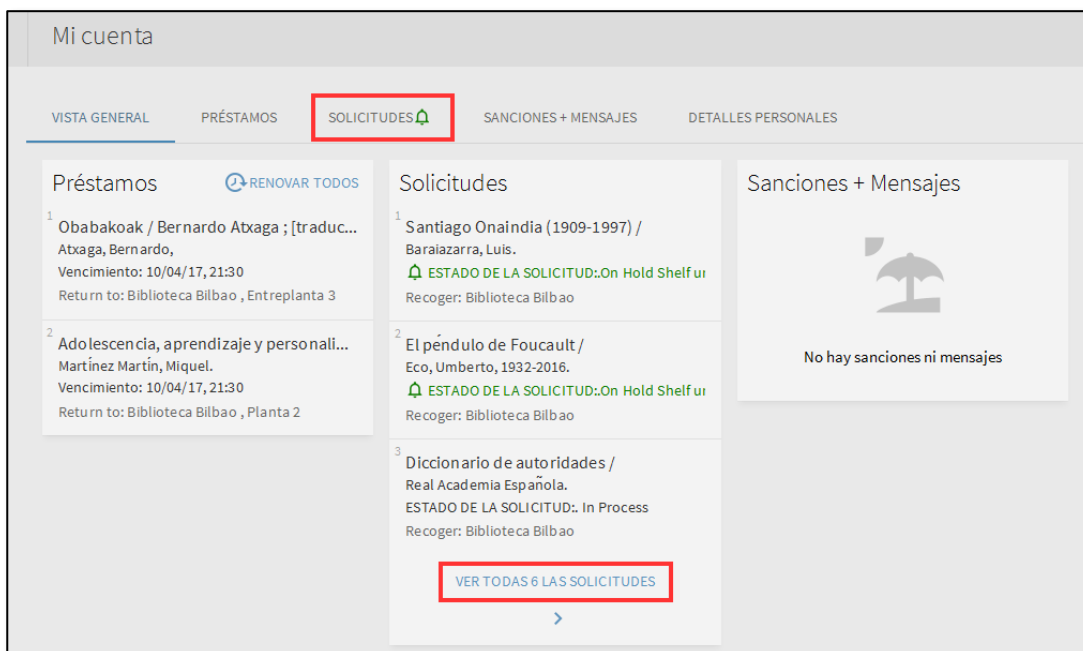 Mi cuenta
VISTA GENERAL PRÉSTAMOS SOLICITUDES SANCIONES + MENSAJES DETALLES PERSONALES
Préstamos RENOVAR TODOS
1
Obabakoak / Bernardo Atxaga ; [traduc...
Atxaga, Bernardo,
Vencimiento: 10/04/17, 21:30
Return to: Biblioteca Bilbao , Entreplanta 3
2
Adolescencia, aprendizaje y personali...
Martínez Martín, Miquel.
Vencimiento: 10/04/17, 21:30
Return to: Biblioteca Bilbao , Planta 2
Solicitudes
1
Santiago Onaindia (1909-1997) /
Baraiazarra, Luis.
ESTADO DE LA SOLICITUD:.On Hold Shelf ur
Recoger: Biblioteca Bilbao
2
El péndulo de Foucault /
Eco, Umberto, 1932-2016.
ESTADO DE LA SOLICITUD:.On Hold Shelf ur
Recoger: Biblioteca Bilbao
3
Diccionario de autoridades /
Real Academia Española.
ESTADO DE LA SOLICITUD:. In Process
Recoger: Biblioteca Bilbao
VER TODAS 6 LAS SOLICITUDES
Sanciones + Mensajes
No hay sanciones ni mensajes